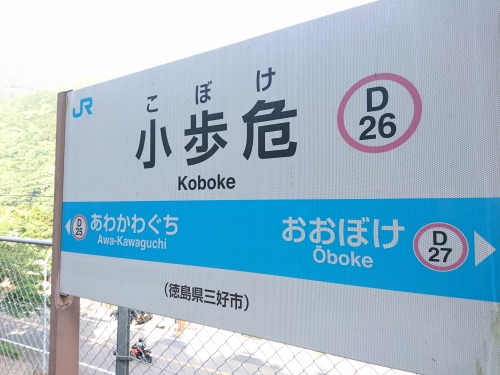 JR
こぼけ
小歩危
Koboke
D
26
D
25
あわかわぐち
Awa-Kawaguchi
おおぼけ
Ōboke
D
27
（徳島県三好市）